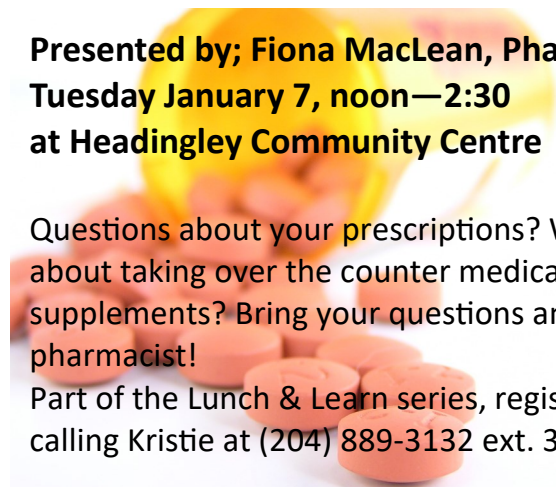 Presented by; Fiona MacLean, Pha
Tuesday January 7, noon—2:30
at Headingley Community Centre
Questions about your prescriptions? W
about taking over the counter medica
supplements? Bring your questions an
pharmacist!
Part of the Lunch & Learn series, regis
calling Kristie at (204) 889-3132 ext. 3